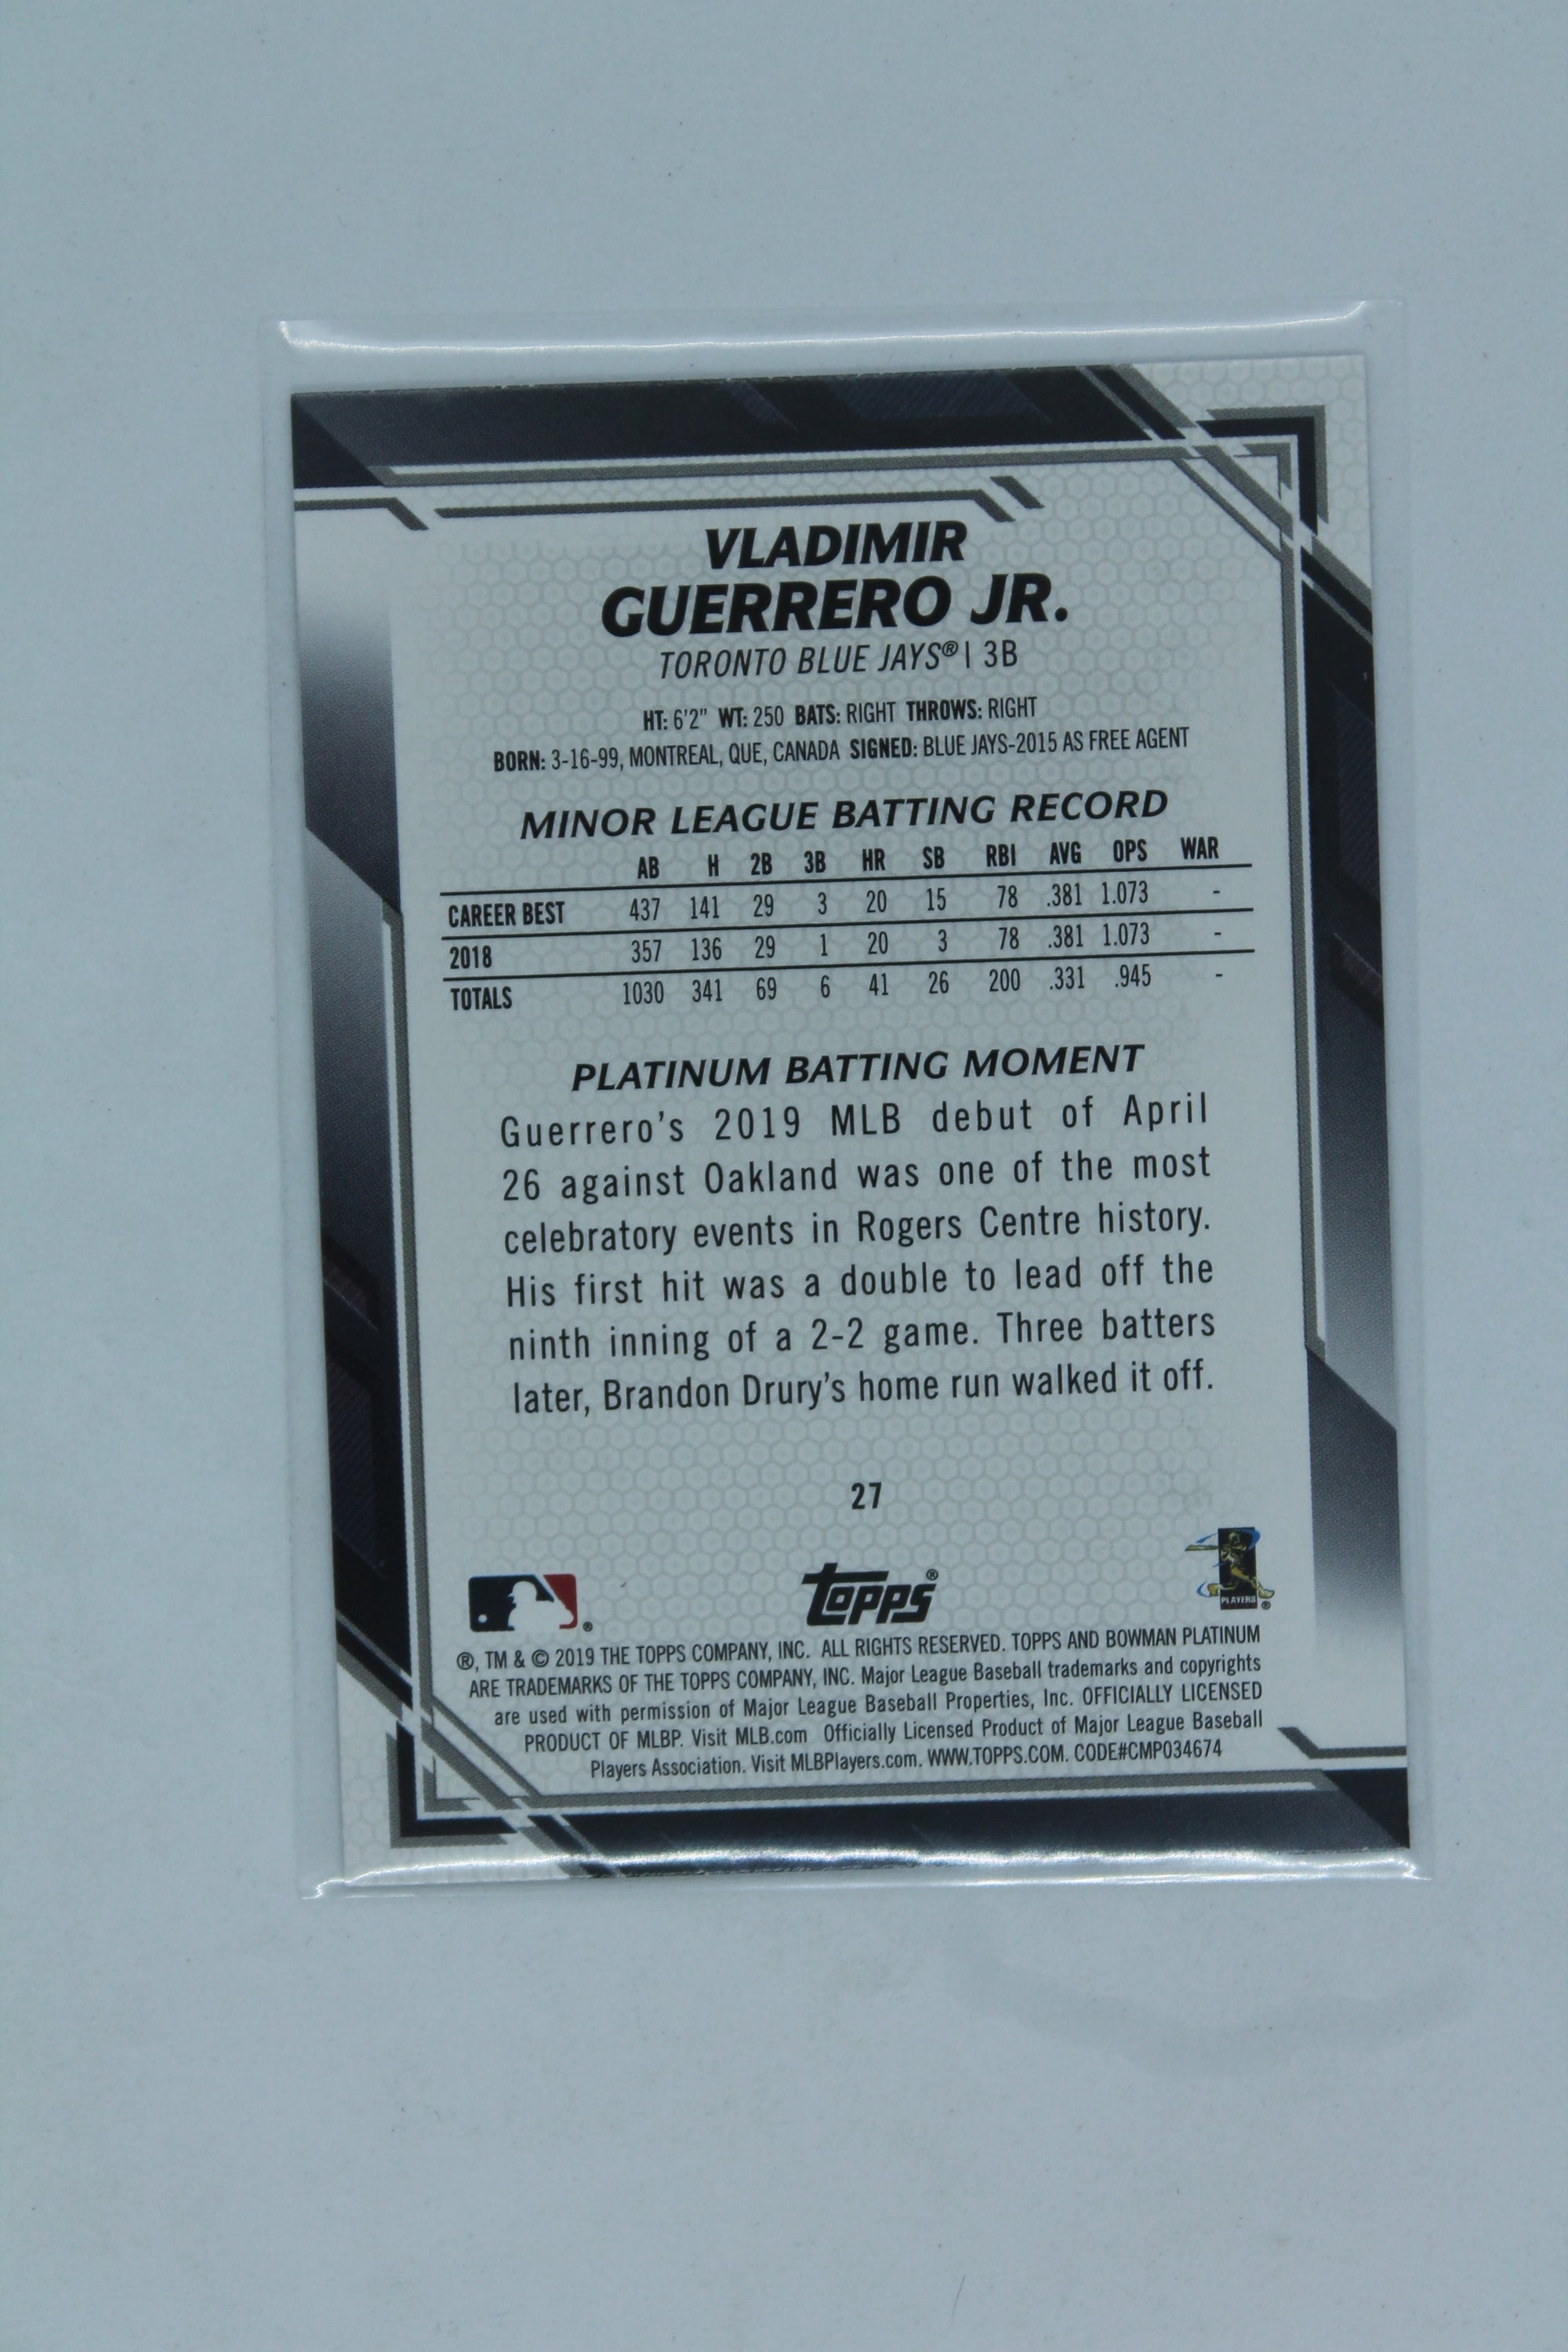 VLADIMIR
GUERRERO JR.
TORONTO BLUE JAYS® | 3B
HT: 6'2" WT: 250 BATS: RIGHT THROWS: RIGHT
BORN: 3-16-99, MONTREAL, QUE, CANADA SIGNED: BLUE JAYS-2015 AS FREE AGENT
MINOR LEAGUE BATTING RECORD
AB H 2B 3B HR SB RBI AVG OPS WAR
CAREER BEST 437 141 29 3 20 15 78 .381 1.073 -
2018 357 136 29 1 20 3 78 .381 1.073 -
TOTALS 1030 341 69 6 41 26 200 .331 .945 -
PLATINUM BATTING MOMENT
Guerrero's 2019 MLB debut of April
26 against Oakland was one of the most
celebratory events in Rogers Centre history.
His first hit was a double to lead off the
ninth inning of a 2-2 game. Three batters
later, Brandon Drury's home run walked it off.
27
®
TOPPS®
PLAYERS ®
®, TM & © 2019 THE TOPPS COMPANY, INC. ALL RIGHTS RESERVED. TOPPS AND BOWMAN PLATINUM
ARE TRADEMARKS OF THE TOPPS COMPANY, INC. Major League Baseball trademarks and copyrights
are used with permission of Major League Baseball Properties, Inc. OFFICIALLY LICENSED
PRODUCT OF MLBP. Visit MLB.com Officially Licensed Product of Major League Baseball
Players Association. Visit MLBPlayers.com. WWW.TOPPS.COM. CODE#CMP034674